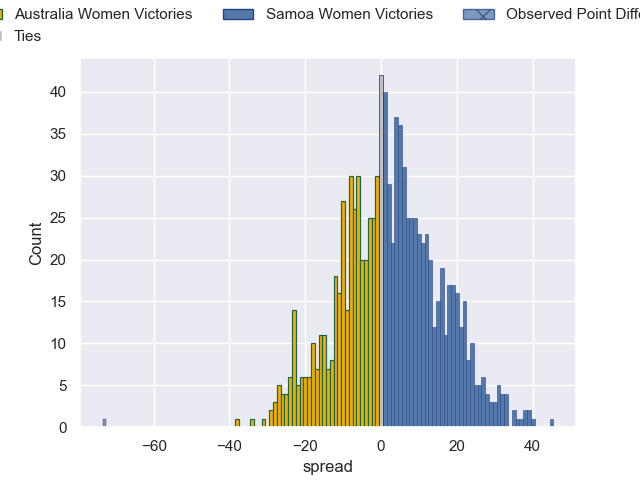 Australia Women Victories
Samoa Women Victories
Observed Point Diffe
Ties
Count
40
35
30
25
20
15
10
5
0
−60
−40
−20
0
20
40
spread